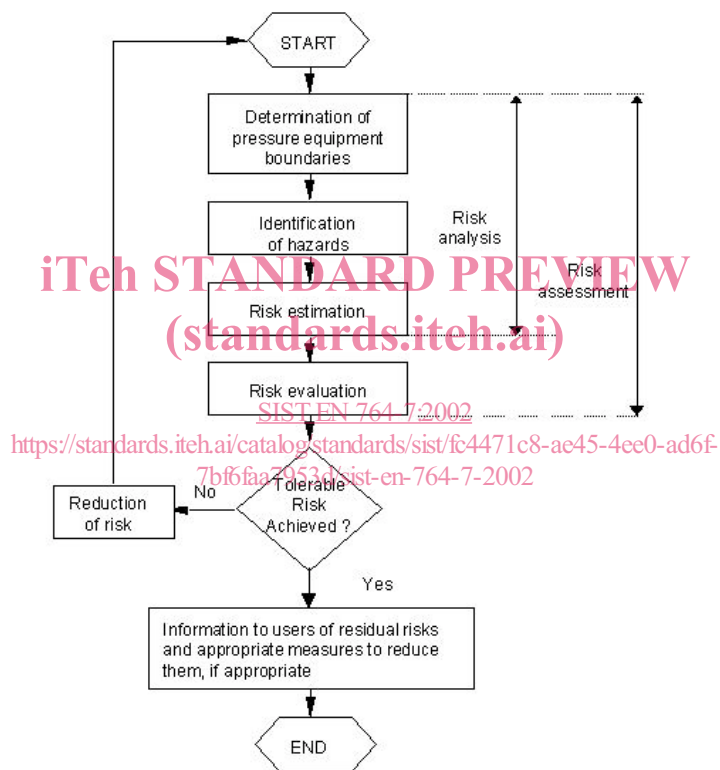 START
Determination of
pressure equipment
boundaries
Identification
of hazards
Risk
analysis
iTeh STANDARD PREVIEW
Risk
assessment
Risk estimation
(standards.iteh.ai)
Risk evaluation
SIST EN 764-7:2002
https://standards.iteh.ai/catalog/standards/sist/fc4471c8-ae45-4ee0-ad6f-
7bf6faa7953d/sist-en-764-7-2002
Tolerable
Risk
Achieved ?
No
Reduction
of risk
Yes
Information to users of residual risks
and appropriate measures to reduce
them, if appropriate
END